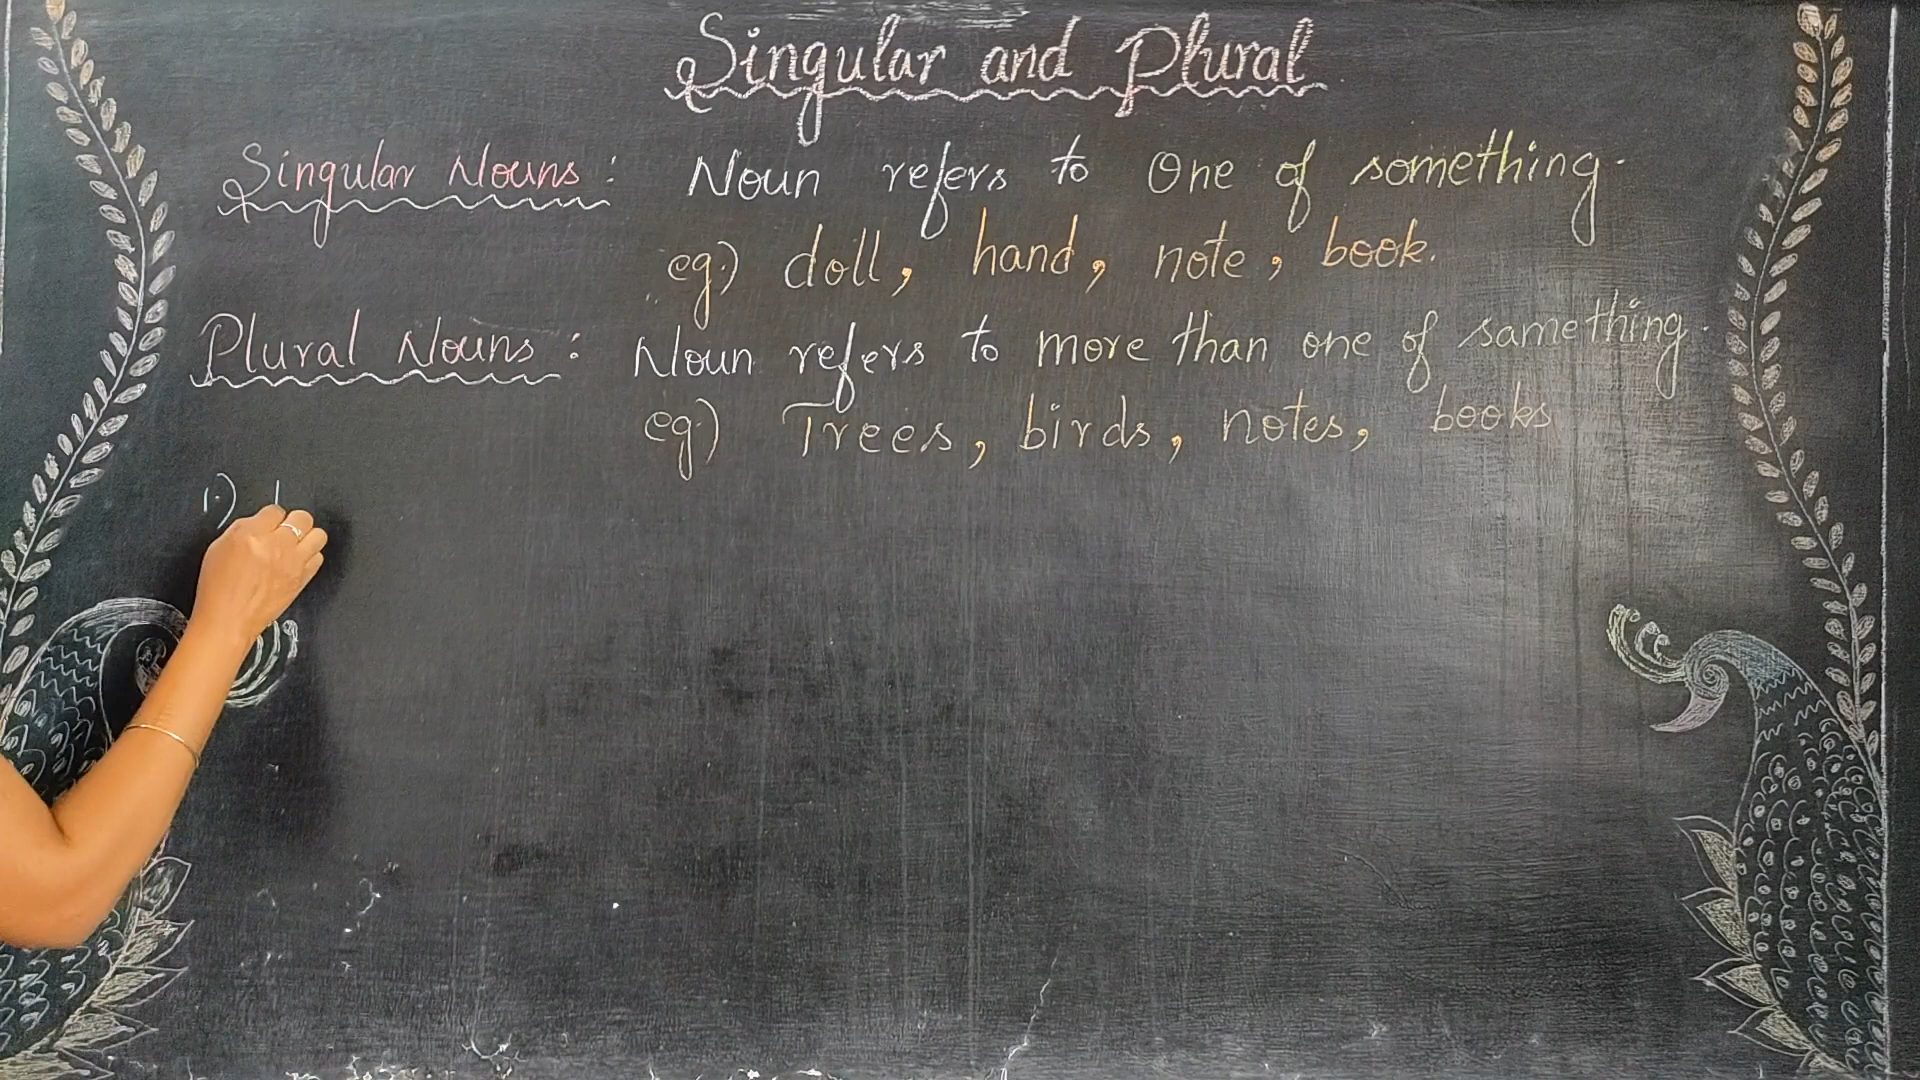 Singular and Plural
Singular Nouns : Noun refers to One of something.
eg.) doll, hand, note, book.
Plural Nouns : Noun refers to more than one of samething.
eg.) Trees, birds, notes, books
1.)